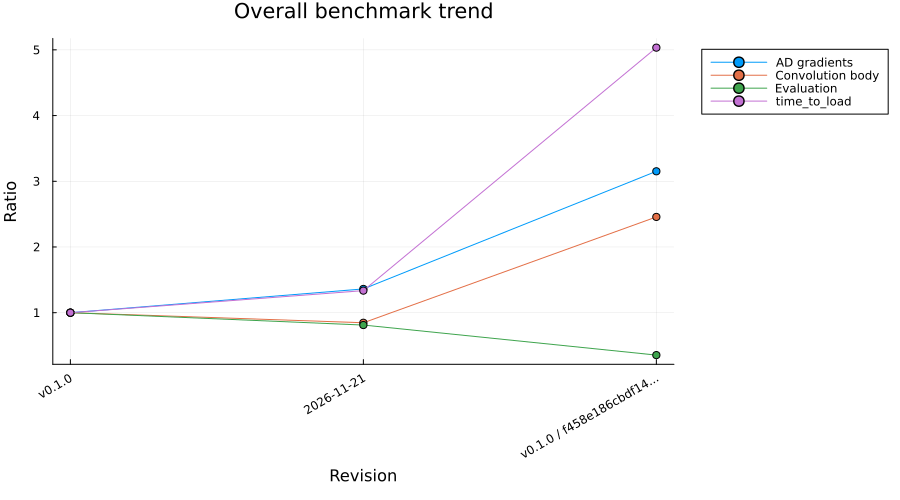 Overall benchmark trend
AD gradients
Convolution body
Evaluation
time_to_load
Ratio
5
4
3
2
1
v0.1.0
2026-11-21
v0.1.0 / f458e186cbdf14...
Revision